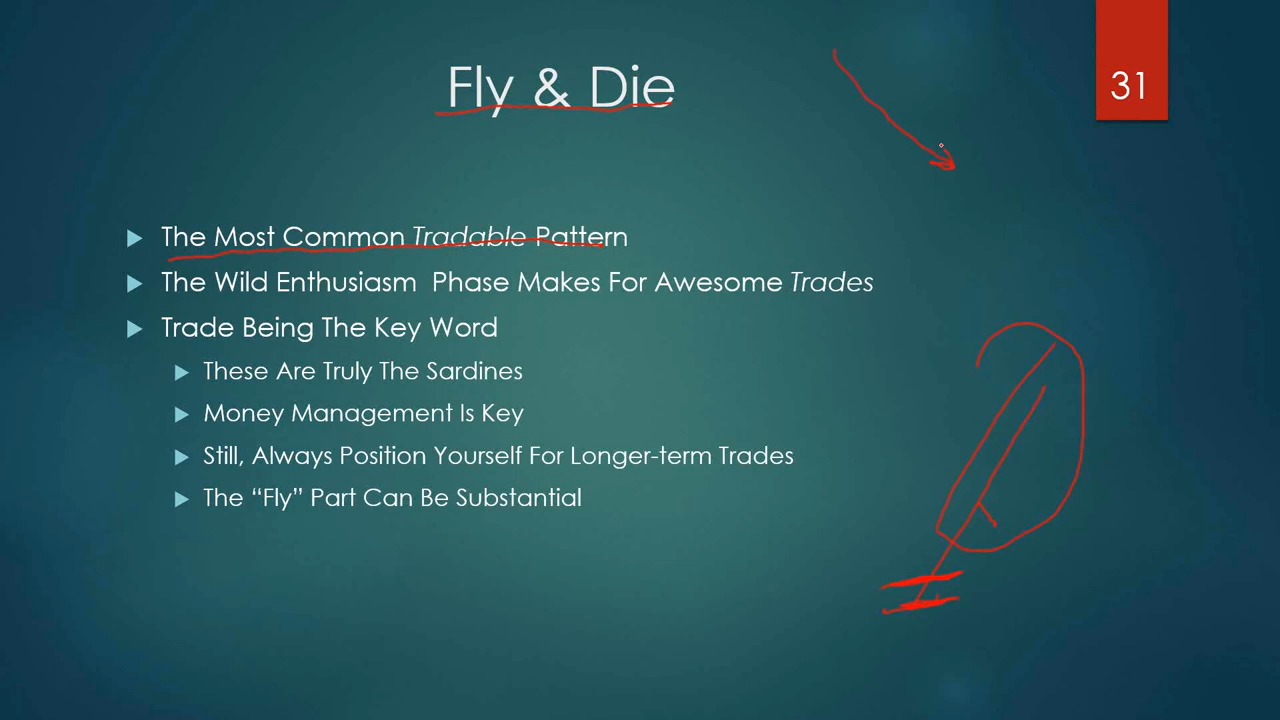 Fly & Die
31
The Most Common Tradable Pattern
The Wild Enthusiasm Phase Makes For Awesome Trades
Trade Being The Key Word
These Are Truly The Sardines
Money Management Is Key
Still, Always Position Yourself For Longer-term Trades
The “Fly” Part Can Be Substantial